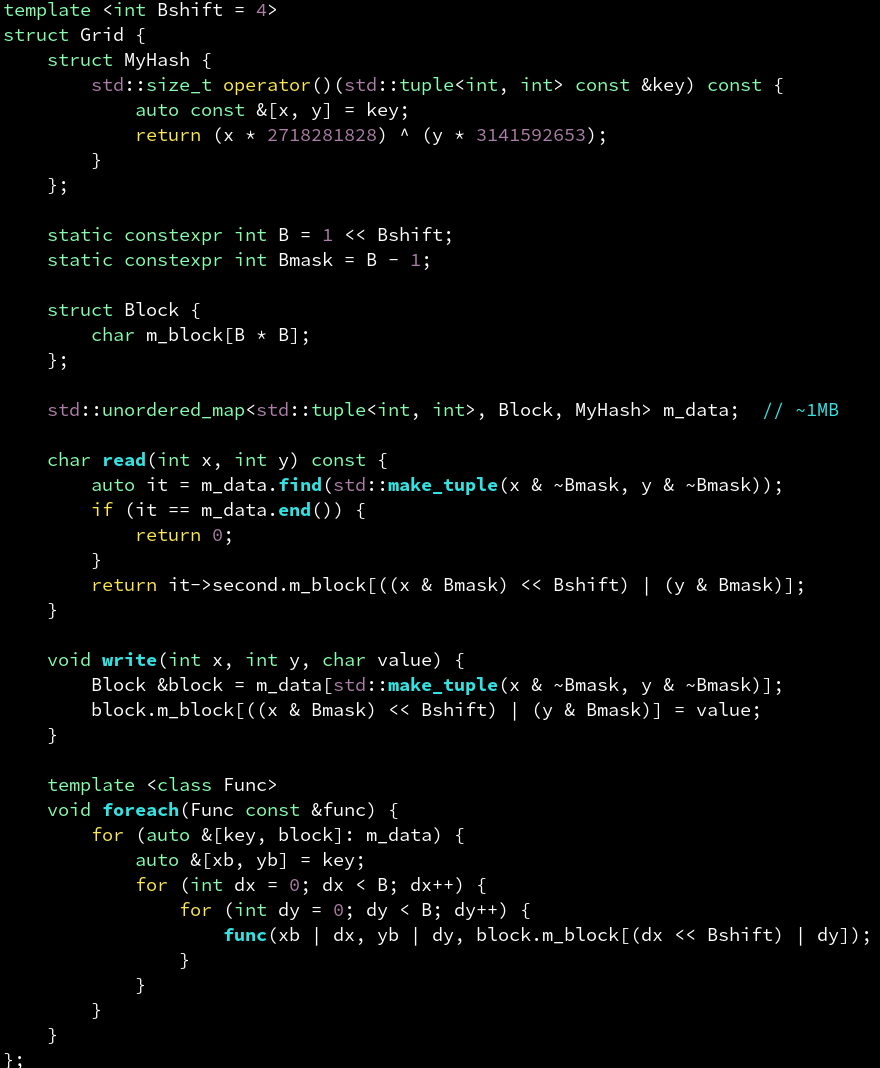 template <int Bshift = 4>
struct Grid {
    struct MyHash {
        std::size_t operator()(std::tuple<int, int> const &key) const {
            auto const &[x, y] = key;
            return (x * 2718281828) ^ (y * 3141592653);
        }
    };

    static constexpr int B = 1 << Bshift;
    static constexpr int Bmask = B - 1;

    struct Block {
        char m_block[B * B];
    };

    std::unordered_map<std::tuple<int, int>, Block, MyHash> m_data;  // ~1MB

    char read(int x, int y) const {
        auto it = m_data.find(std::make_tuple(x & ~Bmask, y & ~Bmask));
        if (it == m_data.end()) {
            return 0;
        }
        return it->second.m_block[((x & Bmask) << Bshift) | (y & Bmask)];
    }

    void write(int x, int y, char value) {
        Block &block = m_data[std::make_tuple(x & ~Bmask, y & ~Bmask)];
        block.m_block[((x & Bmask) << Bshift) | (y & Bmask)] = value;
    }

    template <class Func>
    void foreach(Func const &func) {
        for (auto &[key, block]: m_data) {
            auto &[xb, yb] = key;
            for (int dx = 0; dx < B; dx++) {
                for (int dy = 0; dy < B; dy++) {
                    func(xb | dx, yb | dy, block.m_block[(dx << Bshift) | dy]);
                }
            }
        }
    }
};